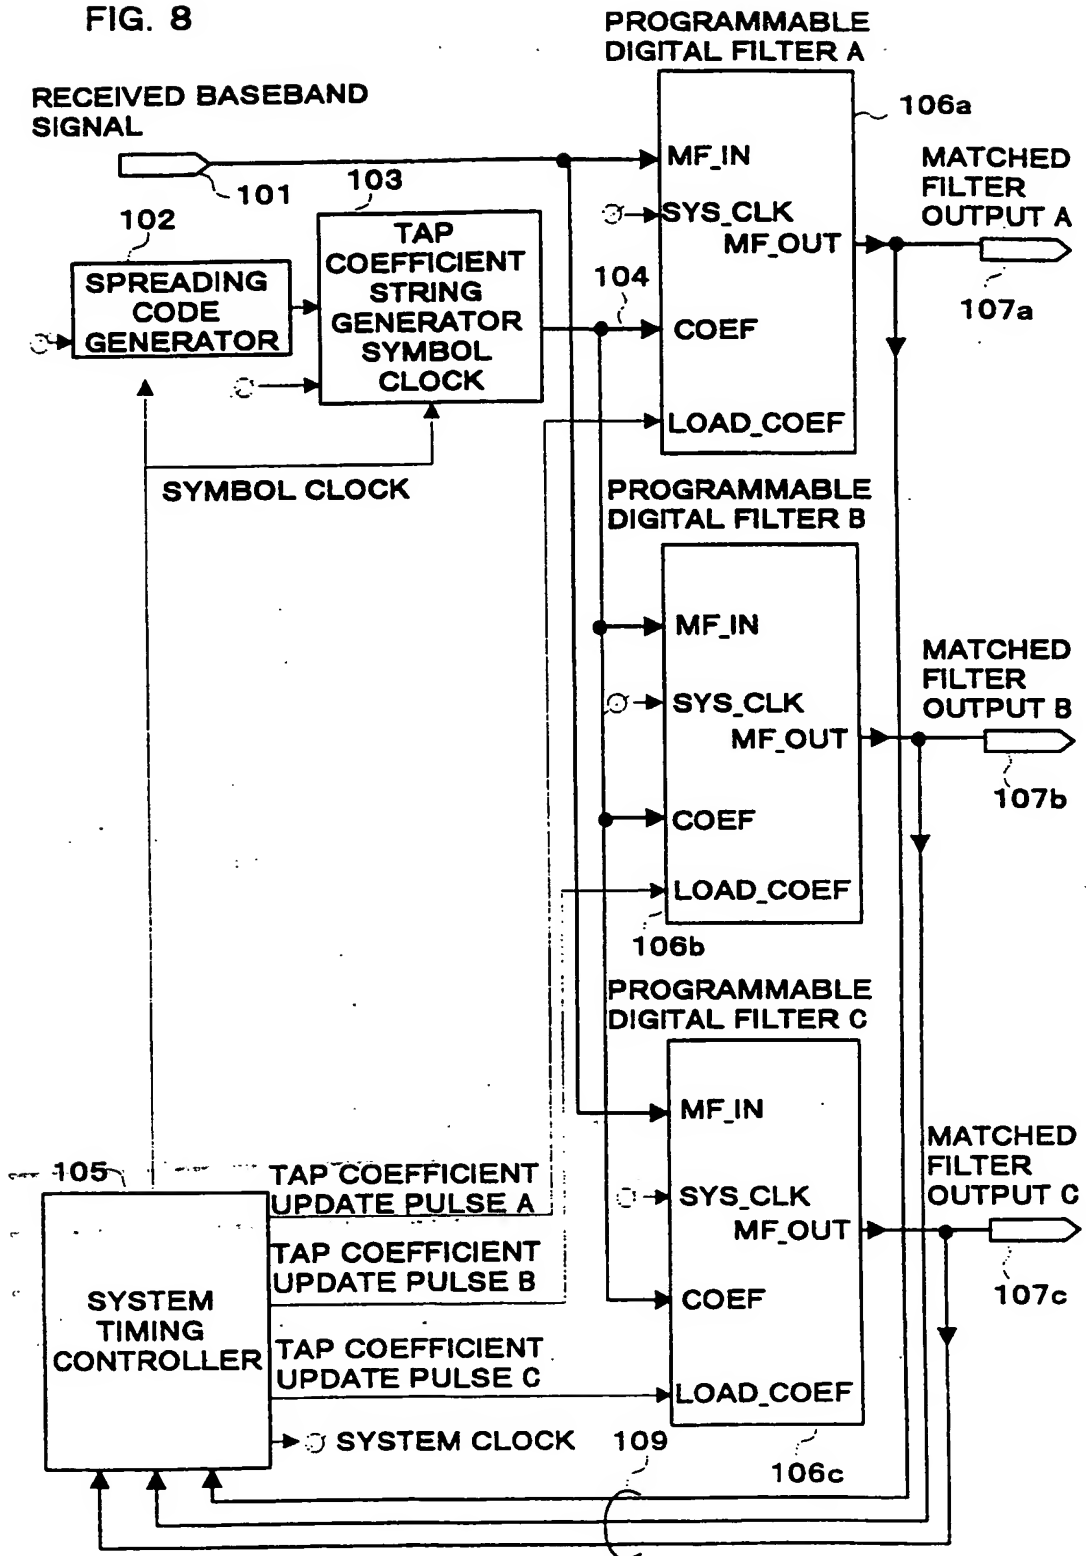 FIG. 8
PROGRAMMABLE
DIGITAL FILTER A
RECEIVED BASEBAND
SIGNAL
101
102
103
106a
MF_IN
SYS_CLK
MF_OUT
COEF
LOAD_COEF
MATCHED
FILTER
OUTPUT A
107a
SPREADING
CODE
GENERATOR
TAP
COEFFICIENT
STRING
GENERATOR
SYMBOL
CLOCK
104
SYMBOL CLOCK
PROGRAMMABLE
DIGITAL FILTER B
MF_IN
SYS_CLK
MF_OUT
COEF
LOAD_COEF
106b
MATCHED
FILTER
OUTPUT B
107b
PROGRAMMABLE
DIGITAL FILTER C
MF_IN
SYS_CLK
MF_OUT
COEF
LOAD_COEF
106c
MATCHED
FILTER
OUTPUT C
107c
105
SYSTEM
TIMING
CONTROLLER
TAP COEFFICIENT
UPDATE PULSE A
TAP COEFFICIENT
UPDATE PULSE B
TAP COEFFICIENT
UPDATE PULSE C
SYSTEM CLOCK
109